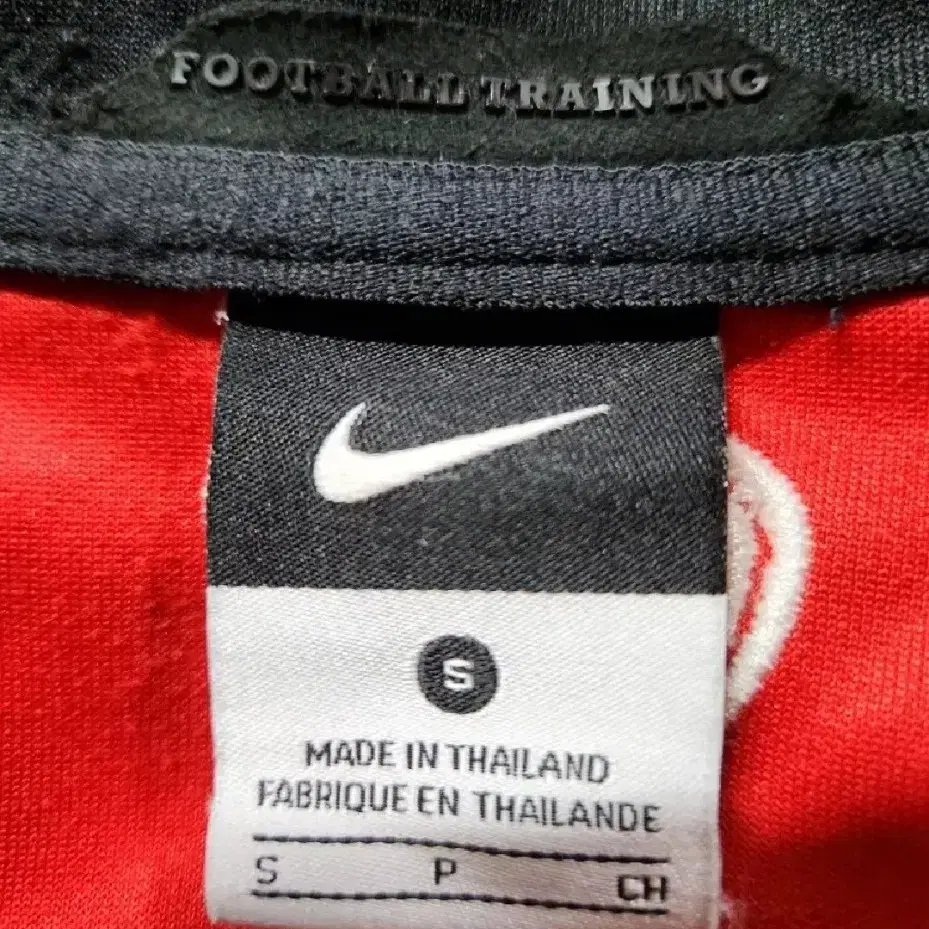 FOOTBALL TRAINING
S
MADE IN THAILAND
FABRIQUE EN THAILANDE
S P CH